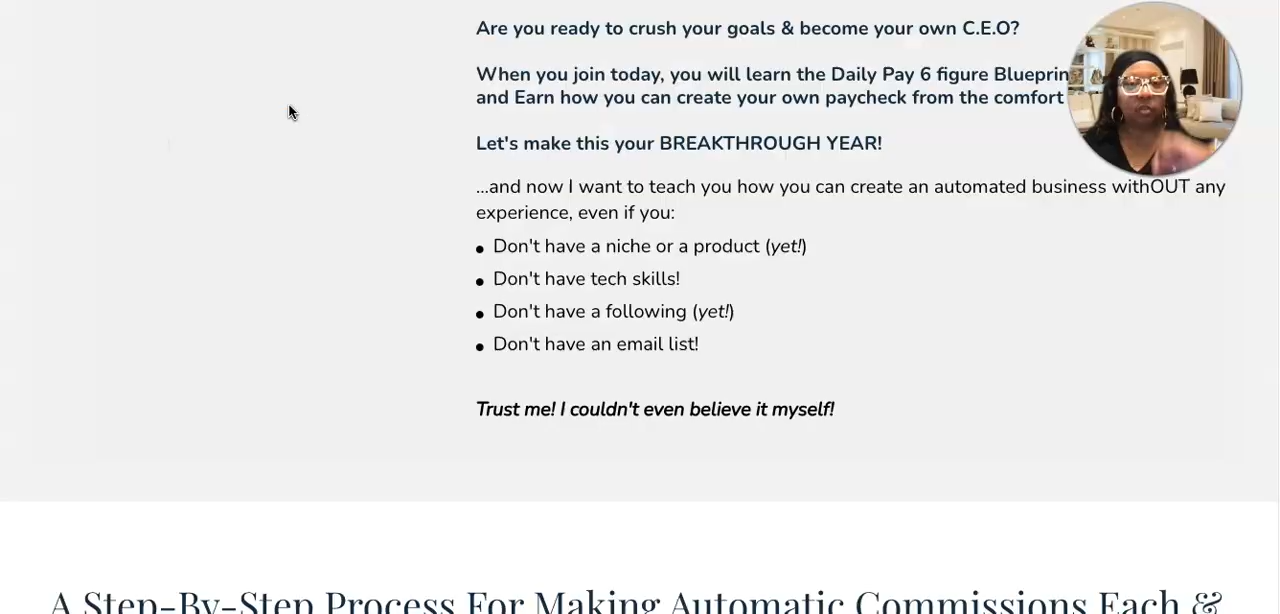 Are you ready to crush your goals & become your own C.E.O?
When you join today, you will learn the Daily Pay 6 figure
and Earn how you can create your own paycheck from the comfort
Let's make this your BREAKTHROUGH YEAR!
...and now I want to teach you how you can create an automated business withOUT any
experience, even if you:
Don't have a niche or a product (yet!)
Don't have tech skills!
Don't have a following (yet!)
Don't have an email list!
Trust me! I couldn't even believe it myself!
A Step-By-Step Process For Making Automatic Commissions Each &